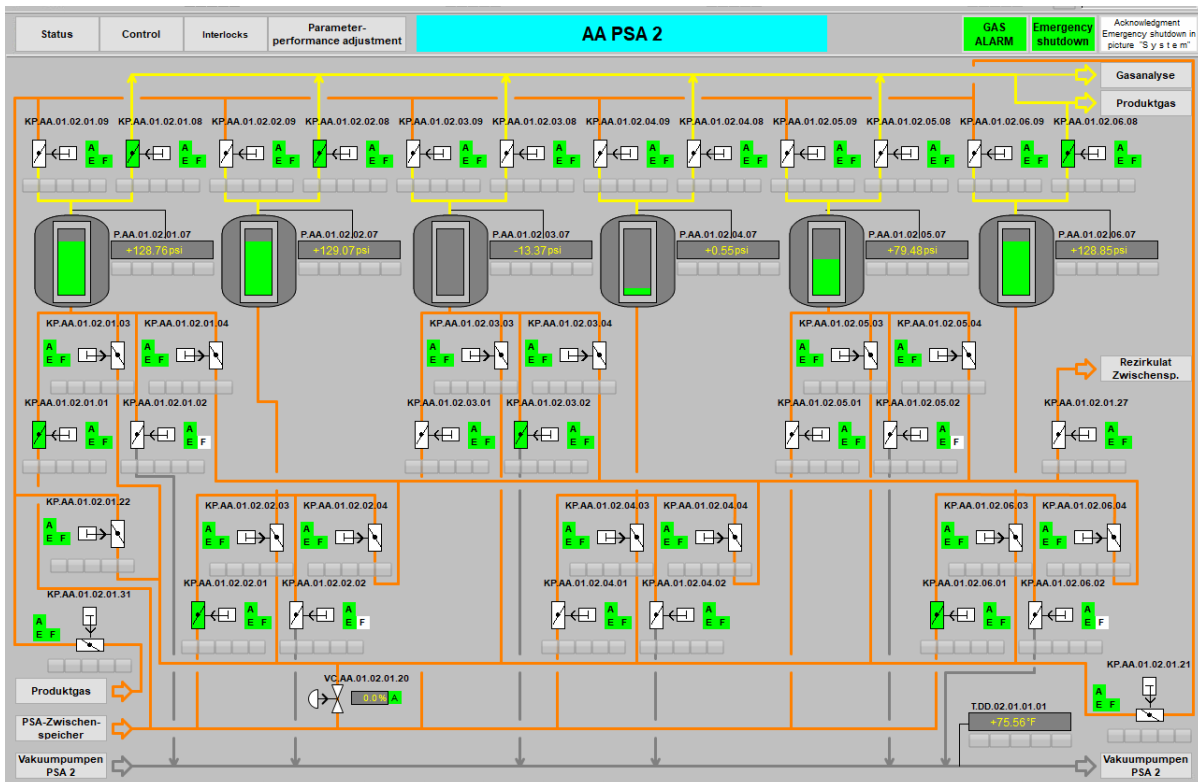 Status
Control
Interlocks
Parameter-
performance adjustment
AA PSA 2
GAS
ALARM
Emergency
shutdown
Acknowledgment
Emergency shutdown in
picture "S y s t e m"
Gasanalyse
Produktgas
KP.AA.01.02.01.09
KP.AA.01.02.01.08
KP.AA.01.02.02.09
KP.AA.01.02.02.08
KP.AA.01.02.03.09
KP.AA.01.02.03.08
KP.AA.01.02.04.09
KP.AA.01.02.04.08
KP.AA.01.02.05.09
KP.AA.01.02.05.08
KP.AA.01.02.06.09
KP.AA.01.02.06.08
A
E F
A
E F
A
E F
A
E F
A
E F
A
E F
A
E F
A
E F
A
E F
A
E F
A
E F
A
E F
P.AA.01.02.01.07
+128.76psi
P.AA.01.02.02.07
+129.07psi
P.AA.01.02.03.07
-13.37psi
P.AA.01.02.04.07
+0.55psi
P.AA.01.02.05.07
+79.48psi
P.AA.01.02.06.07
+128.85psi
KP.AA.01.02.01.03
KP.AA.01.02.01.04
KP.AA.01.02.03.03
KP.AA.01.02.03.04
KP.AA.01.02.05.03
KP.AA.01.02.05.04
A
E F
A
E F
A
E F
A
E F
A
E F
A
E F
Rezirkulat
Zwischensp.
KP.AA.01.02.01.01
KP.AA.01.02.01.02
KP.AA.01.02.03.01
KP.AA.01.02.03.02
KP.AA.01.02.05.01
KP.AA.01.02.05.02
KP.AA.01.02.01.27
A
E F
A
E F
A
E F
A
E F
A
E F
A
E F
A
E F
KP.AA.01.02.01.22
KP.AA.01.02.02.03
KP.AA.01.02.02.04
KP.AA.01.02.04.03
KP.AA.01.02.04.04
KP.AA.01.02.06.03
KP.AA.01.02.06.04
A
E F
A
E F
A
E F
A
E F
A
E F
A
E F
A
E F
KP.AA.01.02.01.31
KP.AA.01.02.02.01
KP.AA.01.02.02.02
KP.AA.01.02.04.01
KP.AA.01.02.04.02
KP.AA.01.02.06.01
KP.AA.01.02.06.02
A
E F
A
E F
A
E F
A
E F
A
E F
A
E F
A
E F
KP.AA.01.02.01.21
A
E F
Produktgas
VC.AA.01.02.01.20
0.0% A
PSA-Zwischen-
speicher
T.DD.02.01.01.01
+75.56°F
Vakuumpumpen
PSA 2
Vakuumpumpen
PSA 2